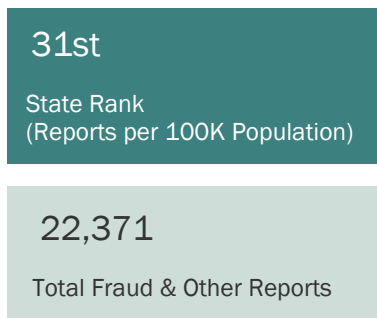 31st
State Rank
(Reports per 100K Population)
22,371
Total Fraud & Other Reports